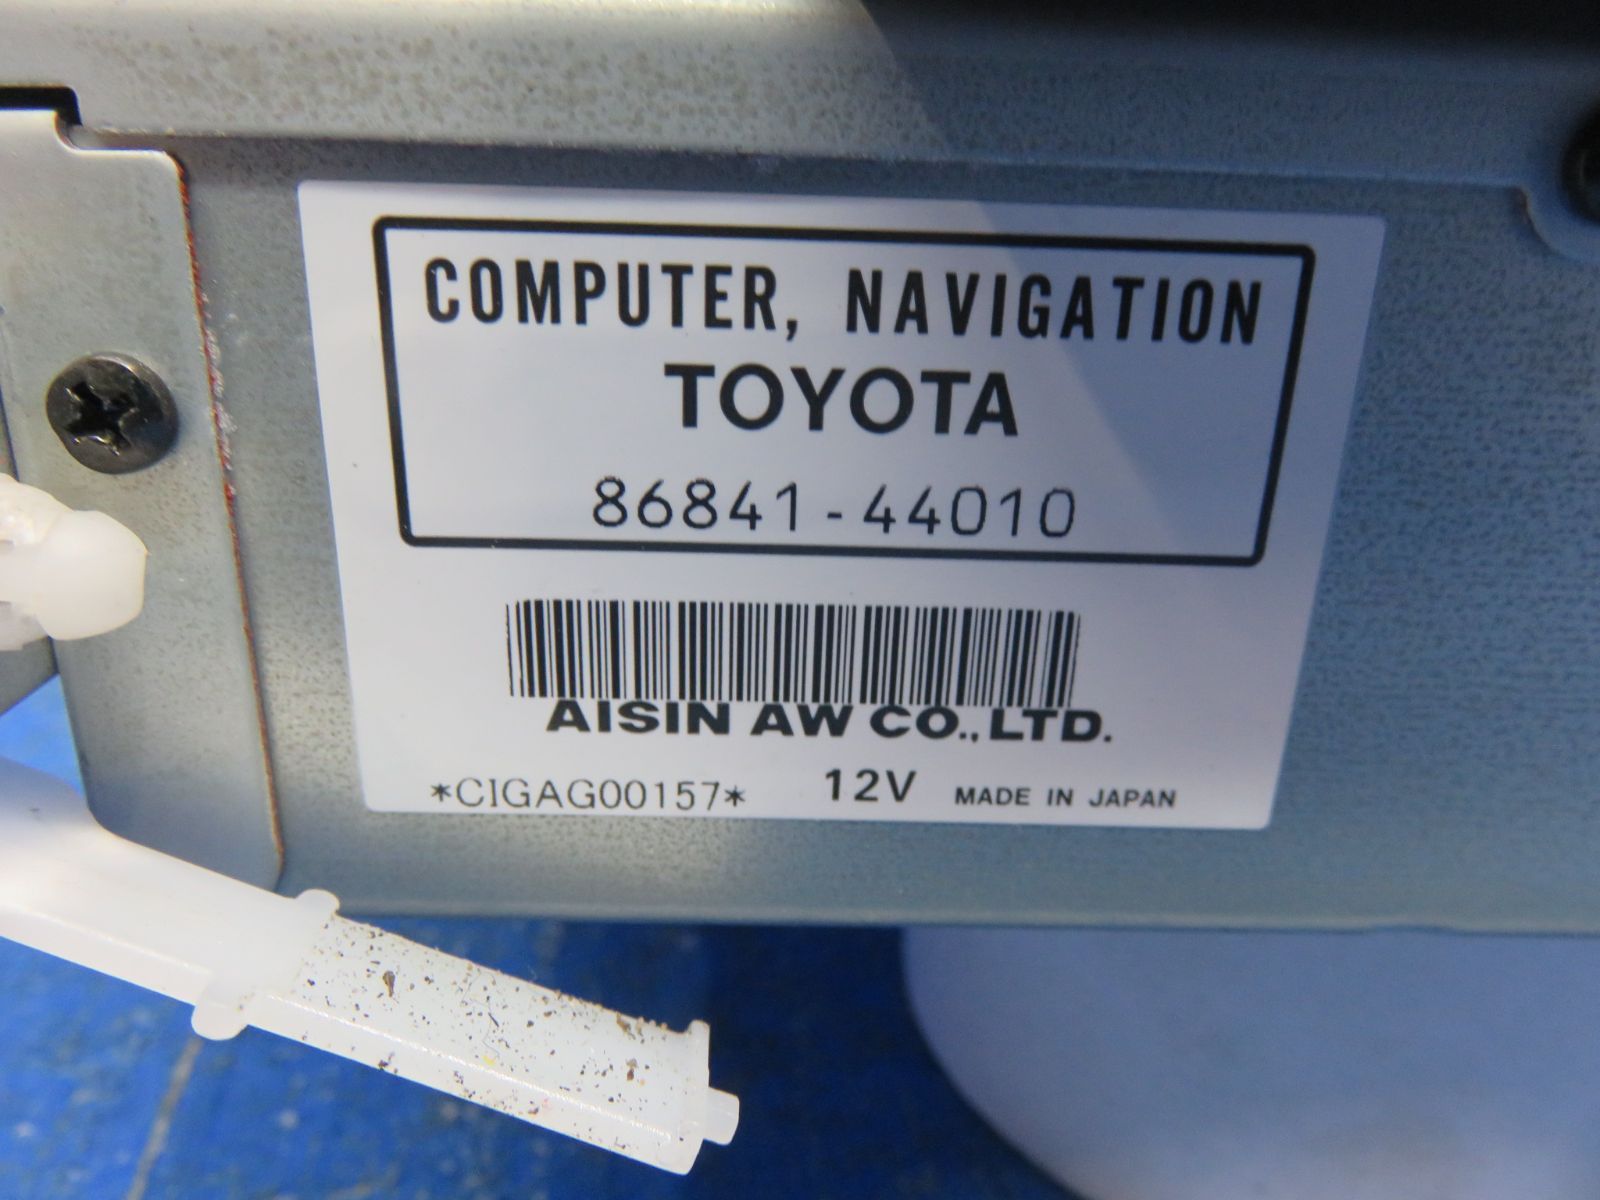 COMPUTER, NAVIGATION
TOYOTA
86841-44010
AISIN AW CO.,LTD.
*CIGAG00157* 12V MADE IN JAPAN